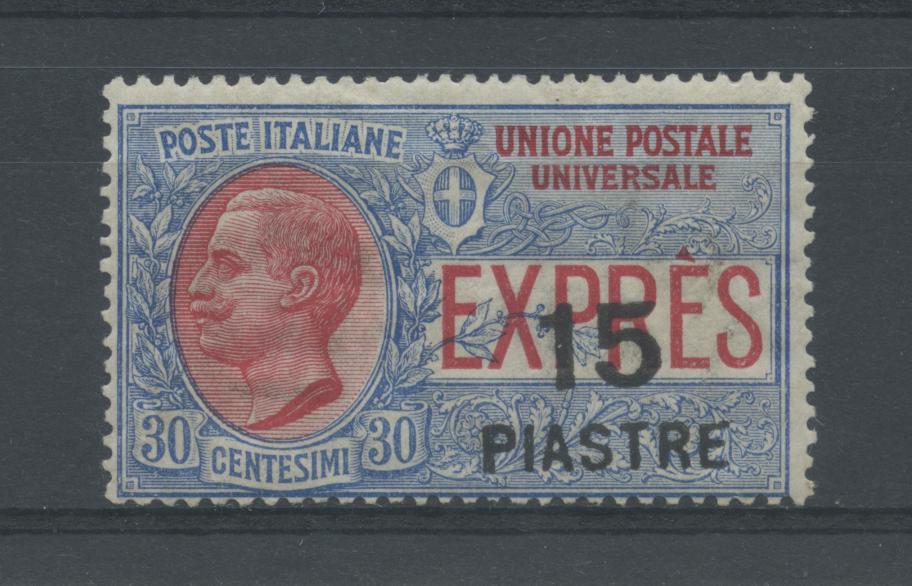 POSTE ITALIANE
UNIONE POSTALE
UNIVERSALE
EXPRÊS
15
PIASTRE
30 CENTESIMI 30